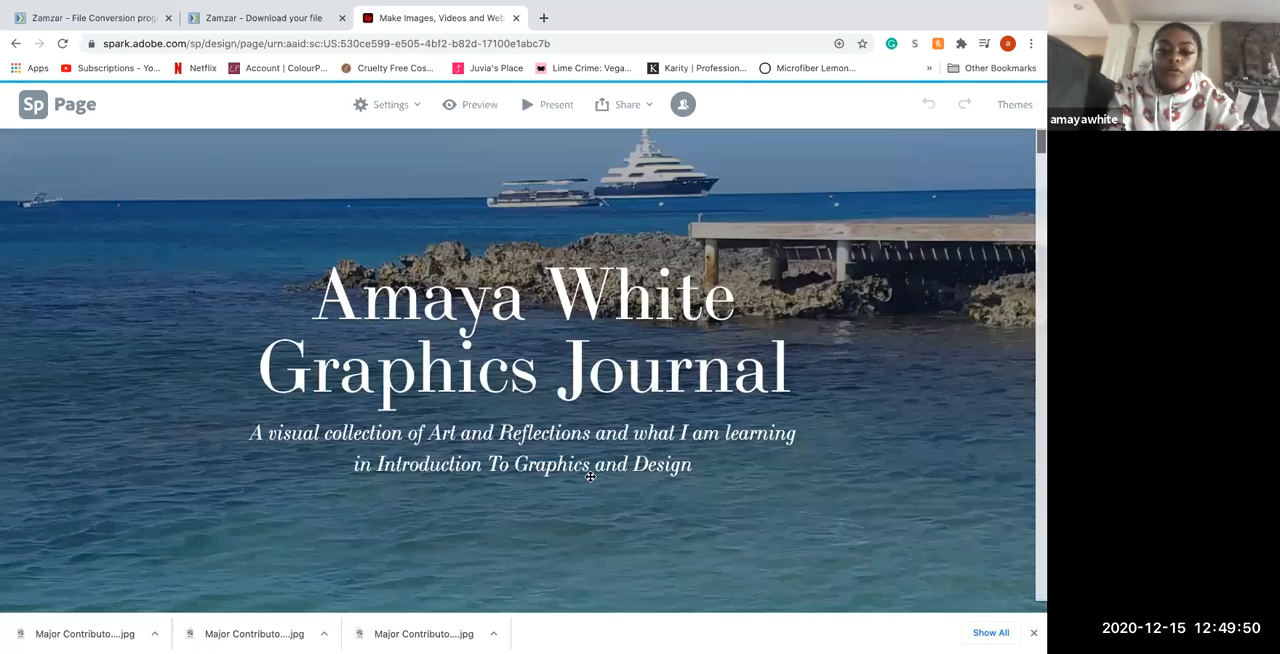 Zamzar - File Conversion prog
Zamzar - Download your file
Make Images, Videos and Web
spark.adobe.com/sp/design/page/urn:aaid:sc:US:530ce599-e505-4bf2-b82d-17100e1abc7b
a
Apps
Subscriptions - Yo...
Netflix
Account | ColourP...
Cruelty Free Cos...
Juvia's Place
Lime Crime: Vega...
Karity | Profession...
Microfiber Lemon...
»
Other Bookmarks
Sp Page
Settings
Preview
Present
Share
Themes
amayawhite
Amaya White
Graphics Journal
A visual collection of Art and Reflections and what I am learning
in Introduction To Graphics and Design
Major Contributo....jpg
Major Contributo....jpg
Major Contributo....jpg
Show All
2020-12-15 12:49:50